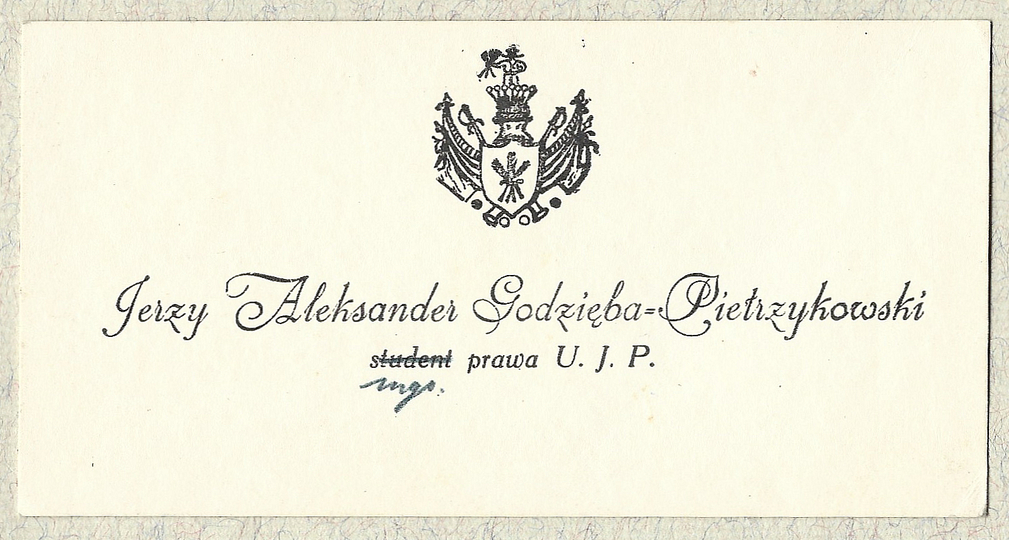 Jerzy Aleksander Godzięba-Pietrzykowski
student prawa U. J. P.
mgr.